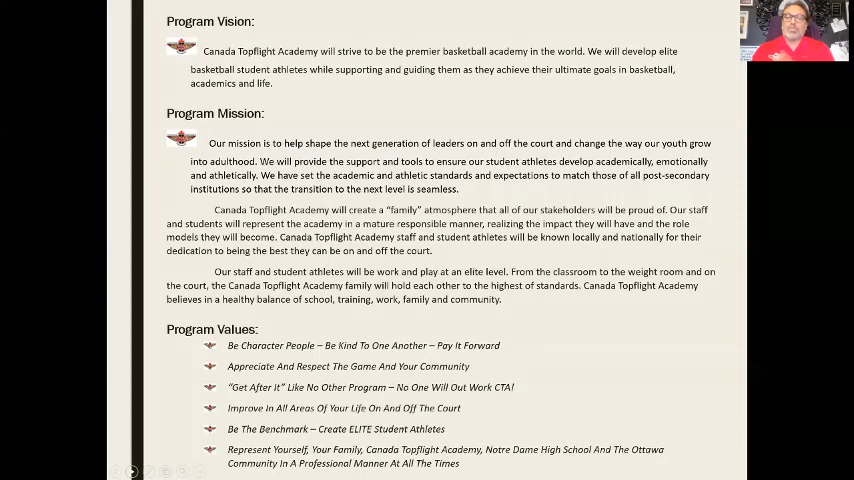 Program Vision:
Canada Topflight Academy will strive to be the premier basketball academy in the world. We will develop elite
basketball student athletes while supporting and guiding them as they achieve their ultimate goals in basketball,
academics and life.
Program Mission:
Our mission is to help shape the next generation of leaders on and off the court and change the way our youth grow
into adulthood. We will provide the support and tools to ensure our student athletes develop academically, emotionally
and athletically. We have set the academic and athletic standards and expectations to match those of all post-secondary
institutions so that the transition to the next level is seamless.
Canada Topflight Academy will create a “family” atmosphere that all of our stakeholders will be proud of. Our staff
and students will represent the academy in a mature responsible manner, realizing the impact they will have and the role
models they will become. Canada Topflight Academy staff and student athletes will be known locally and nationally for their
dedication to being the best they can be on and off the court.
Our staff and student athletes will be work and play at an elite level. From the classroom to the weight room and on
the court, the Canada Topflight Academy family will hold each other to the highest of standards. Canada Topflight Academy
believes in a healthy balance of school, training, work, family and community.
Program Values:
Be Character People – Be Kind To One Another – Pay It Forward
Appreciate And Respect The Game And Your Community
“Get After It” Like No Other Program – No One Will Out Work CTA!
Improve In All Areas Of Your Life On And Off The Court
Be The Benchmark – Create ELITE Student Athletes
Represent Yourself, Your Family, Canada Topflight Academy, Notre Dame High School And The Ottawa
Community In A Professional Manner At All The Times